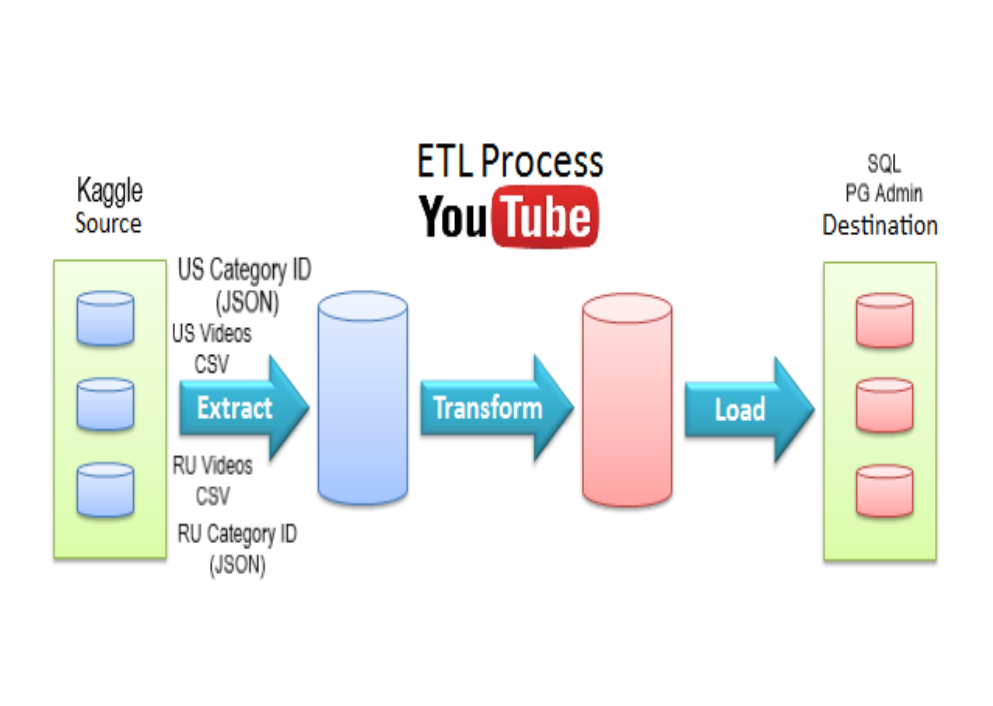 ETL Process
YouTube
Kaggle
Source
US Category ID
(JSON)
US Videos
CSV
Extract
RU Videos
CSV
RU Category ID
(JSON)
Transform
Load
SQL
PG Admin
Destination